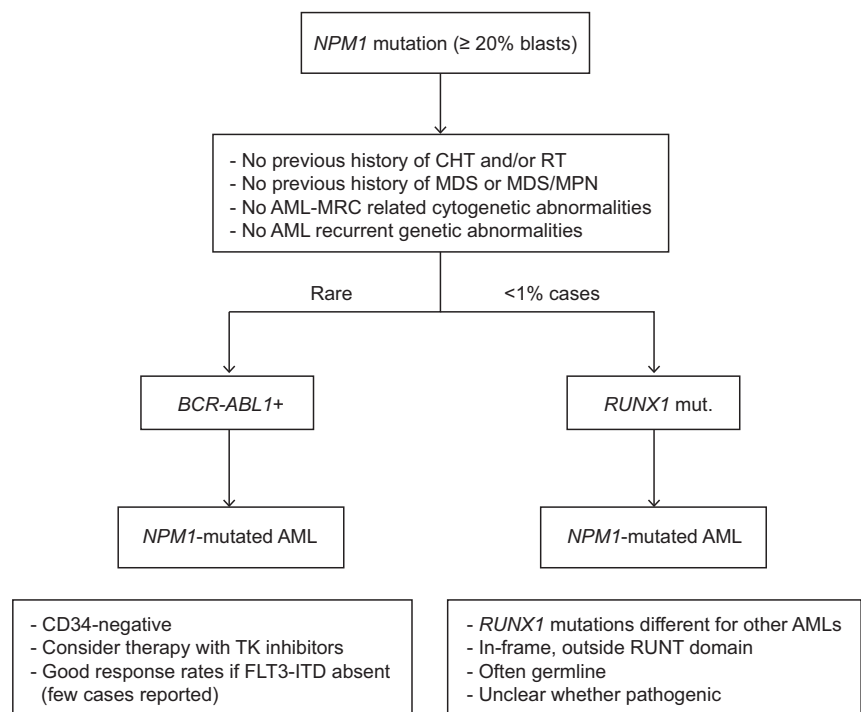 NPM1 mutation (≥ 20% blasts)
- No previous history of CHT and/or RT
- No previous history of MDS or MDS/MPN
- No AML-MRC related cytogenetic abnormalities
- No AML recurrent genetic abnormalities
Rare
<1% cases
BCR-ABL1+
RUNX1 mut.
NPM1-mutated AML
NPM1-mutated AML
- CD34-negative
- Consider therapy with TK inhibitors
- Good response rates if FLT3-ITD absent
(few cases reported)
- RUNX1 mutations different for other AMLs
- In-frame, outside RUNT domain
- Often germline
- Unclear whether pathogenic